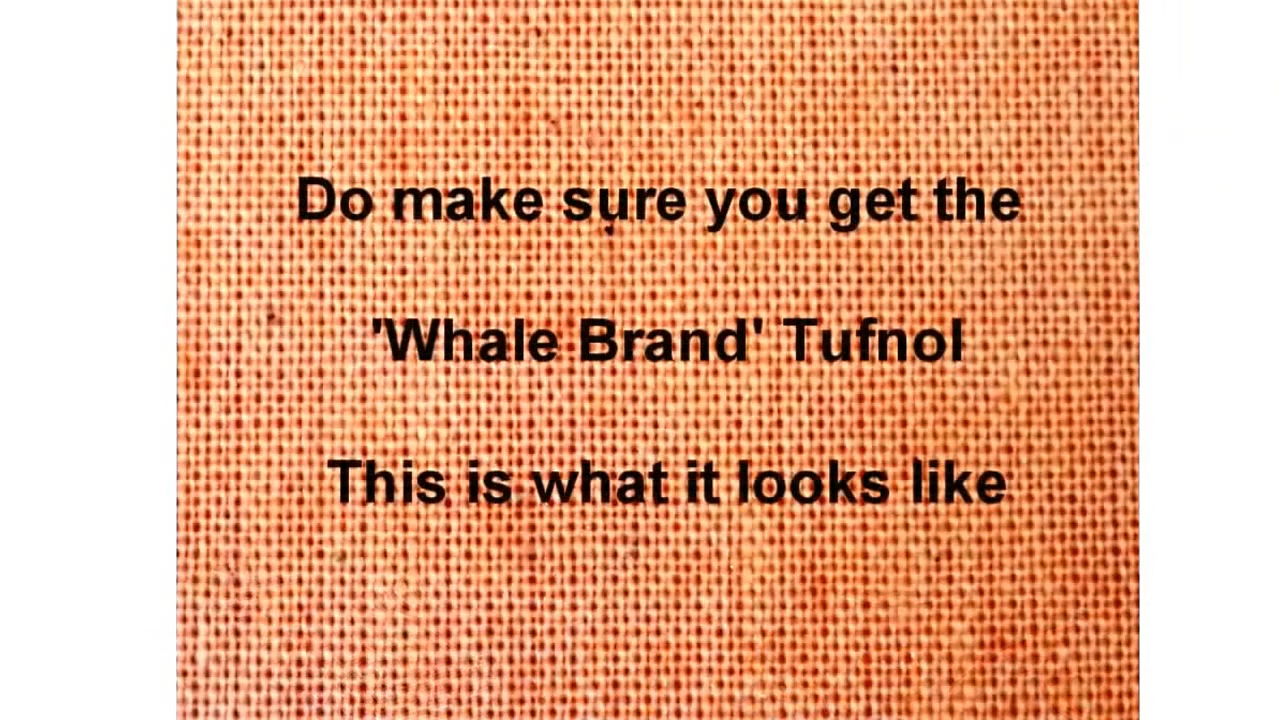 Do make sure you get the
'Whale Brand' Tufnol
This is what it looks like